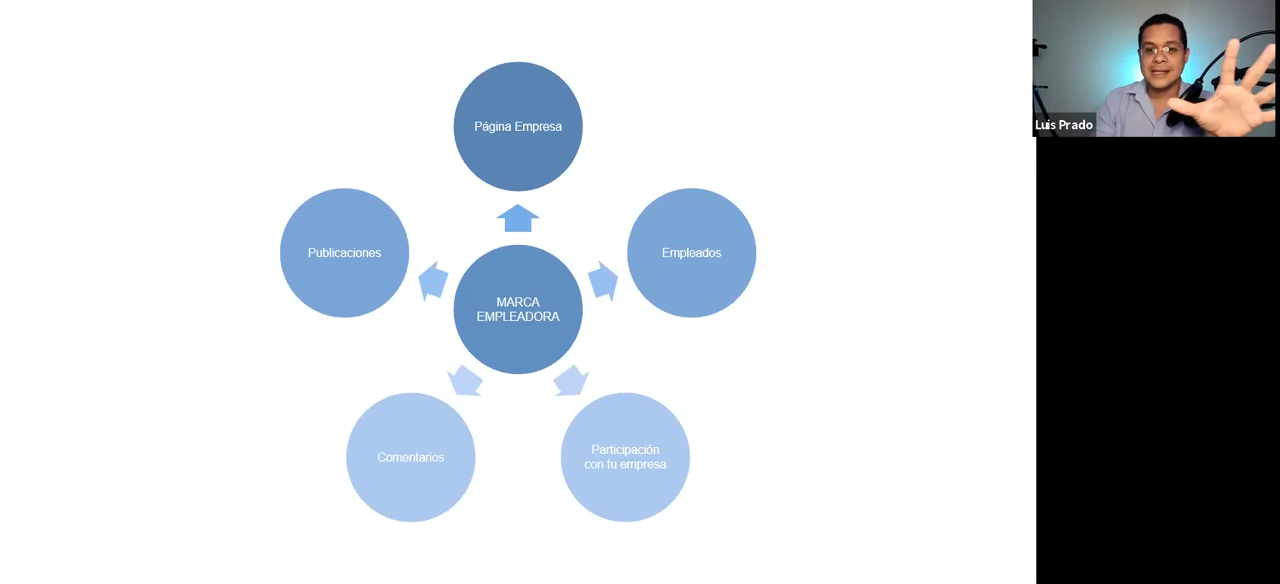 Página Empresa
Luis Prado
Publicaciones
Empleados
MARCA
EMPLEADORA
Comentarios
Participación
con tu empresa